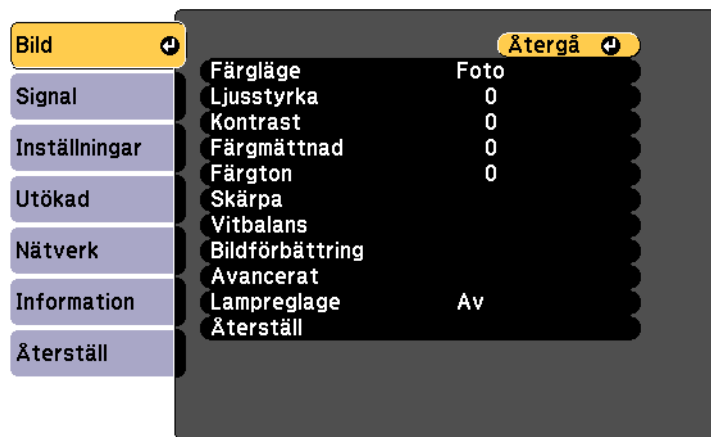 Bild
Signal
Inställningar
Utökad
Nätverk
Information
Återställ
Återgå
Färgläge Foto
Ljusstyrka 0
Kontrast 0
Färgmättnad 0
Färgton 0
Skärpa
Vitbalans
Bildförbättring
Avancerat
Lampreglage Av
Återställ